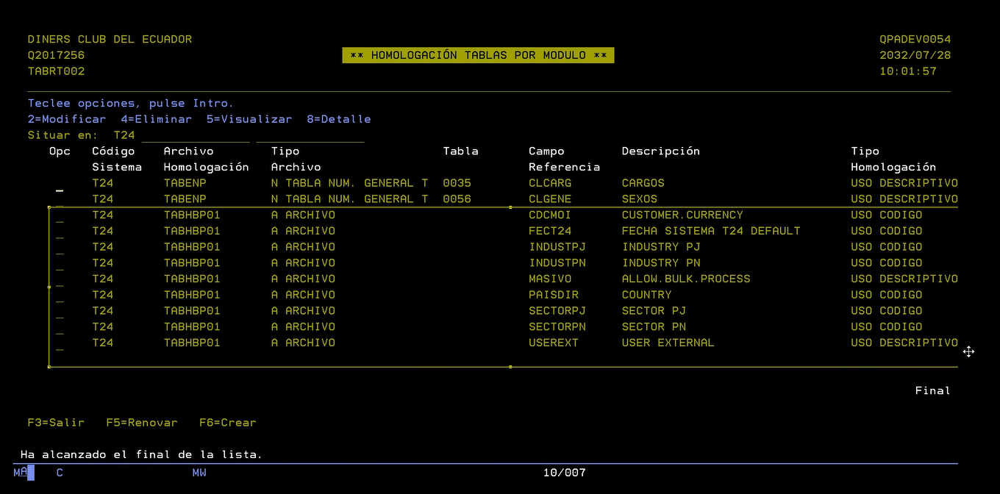 DINERS CLUB DEL ECUADOR QPADEV0054
Q2017256 ** HOMOLOGACIÓN TABLAS POR MODULO ** 2032/07/28
TABRT002 10:01:57
Teclee opciones, pulse Intro.
2=Modificar 4=Eliminar 5=Visualizar 8=Detalle
Situar en: T24
Opc Código Archivo Tipo Tabla Campo Descripción Tipo
Sistema Homologación Archivo Referencia Homologación
T24 TABENP N TABLA NUM. GENERAL T 0035 CLCARG CARGOS USO DESCRIPTIVO
T24 TABENP N TABLA NUM. GENERAL T 0056 CLGENE SEXOS USO DESCRIPTIVO
T24 TABHBP01 A ARCHIVO CDCMOI CUSTOMER.CURRENCY USO CODIGO
T24 TABHBP01 A ARCHIVO FECT24 FECHA SISTEMA T24 DEFAULT USO CODIGO
T24 TABHBP01 A ARCHIVO INDUSTPJ INDUSTRY PJ USO CODIGO
T24 TABHBP01 A ARCHIVO INDUSTPN INDUSTRY PN USO CODIGO
T24 TABHBP01 A ARCHIVO MASIVO ALLOW.BULK.PROCESS USO DESCRIPTIVO
T24 TABHBP01 A ARCHIVO PAISDIR COUNTRY USO CODIGO
T24 TABHBP01 A ARCHIVO SECTORPJ SECTOR PJ USO CODIGO
T24 TABHBP01 A ARCHIVO SECTORPN SECTOR PN USO CODIGO
T24 TABHBP01 A ARCHIVO USEREXT USER EXTERNAL USO DESCRIPTIVO
Final
F3=Salir F5=Renovar F6=Crear
Ha alcanzado el final de la lista.
MA C MW 10/007